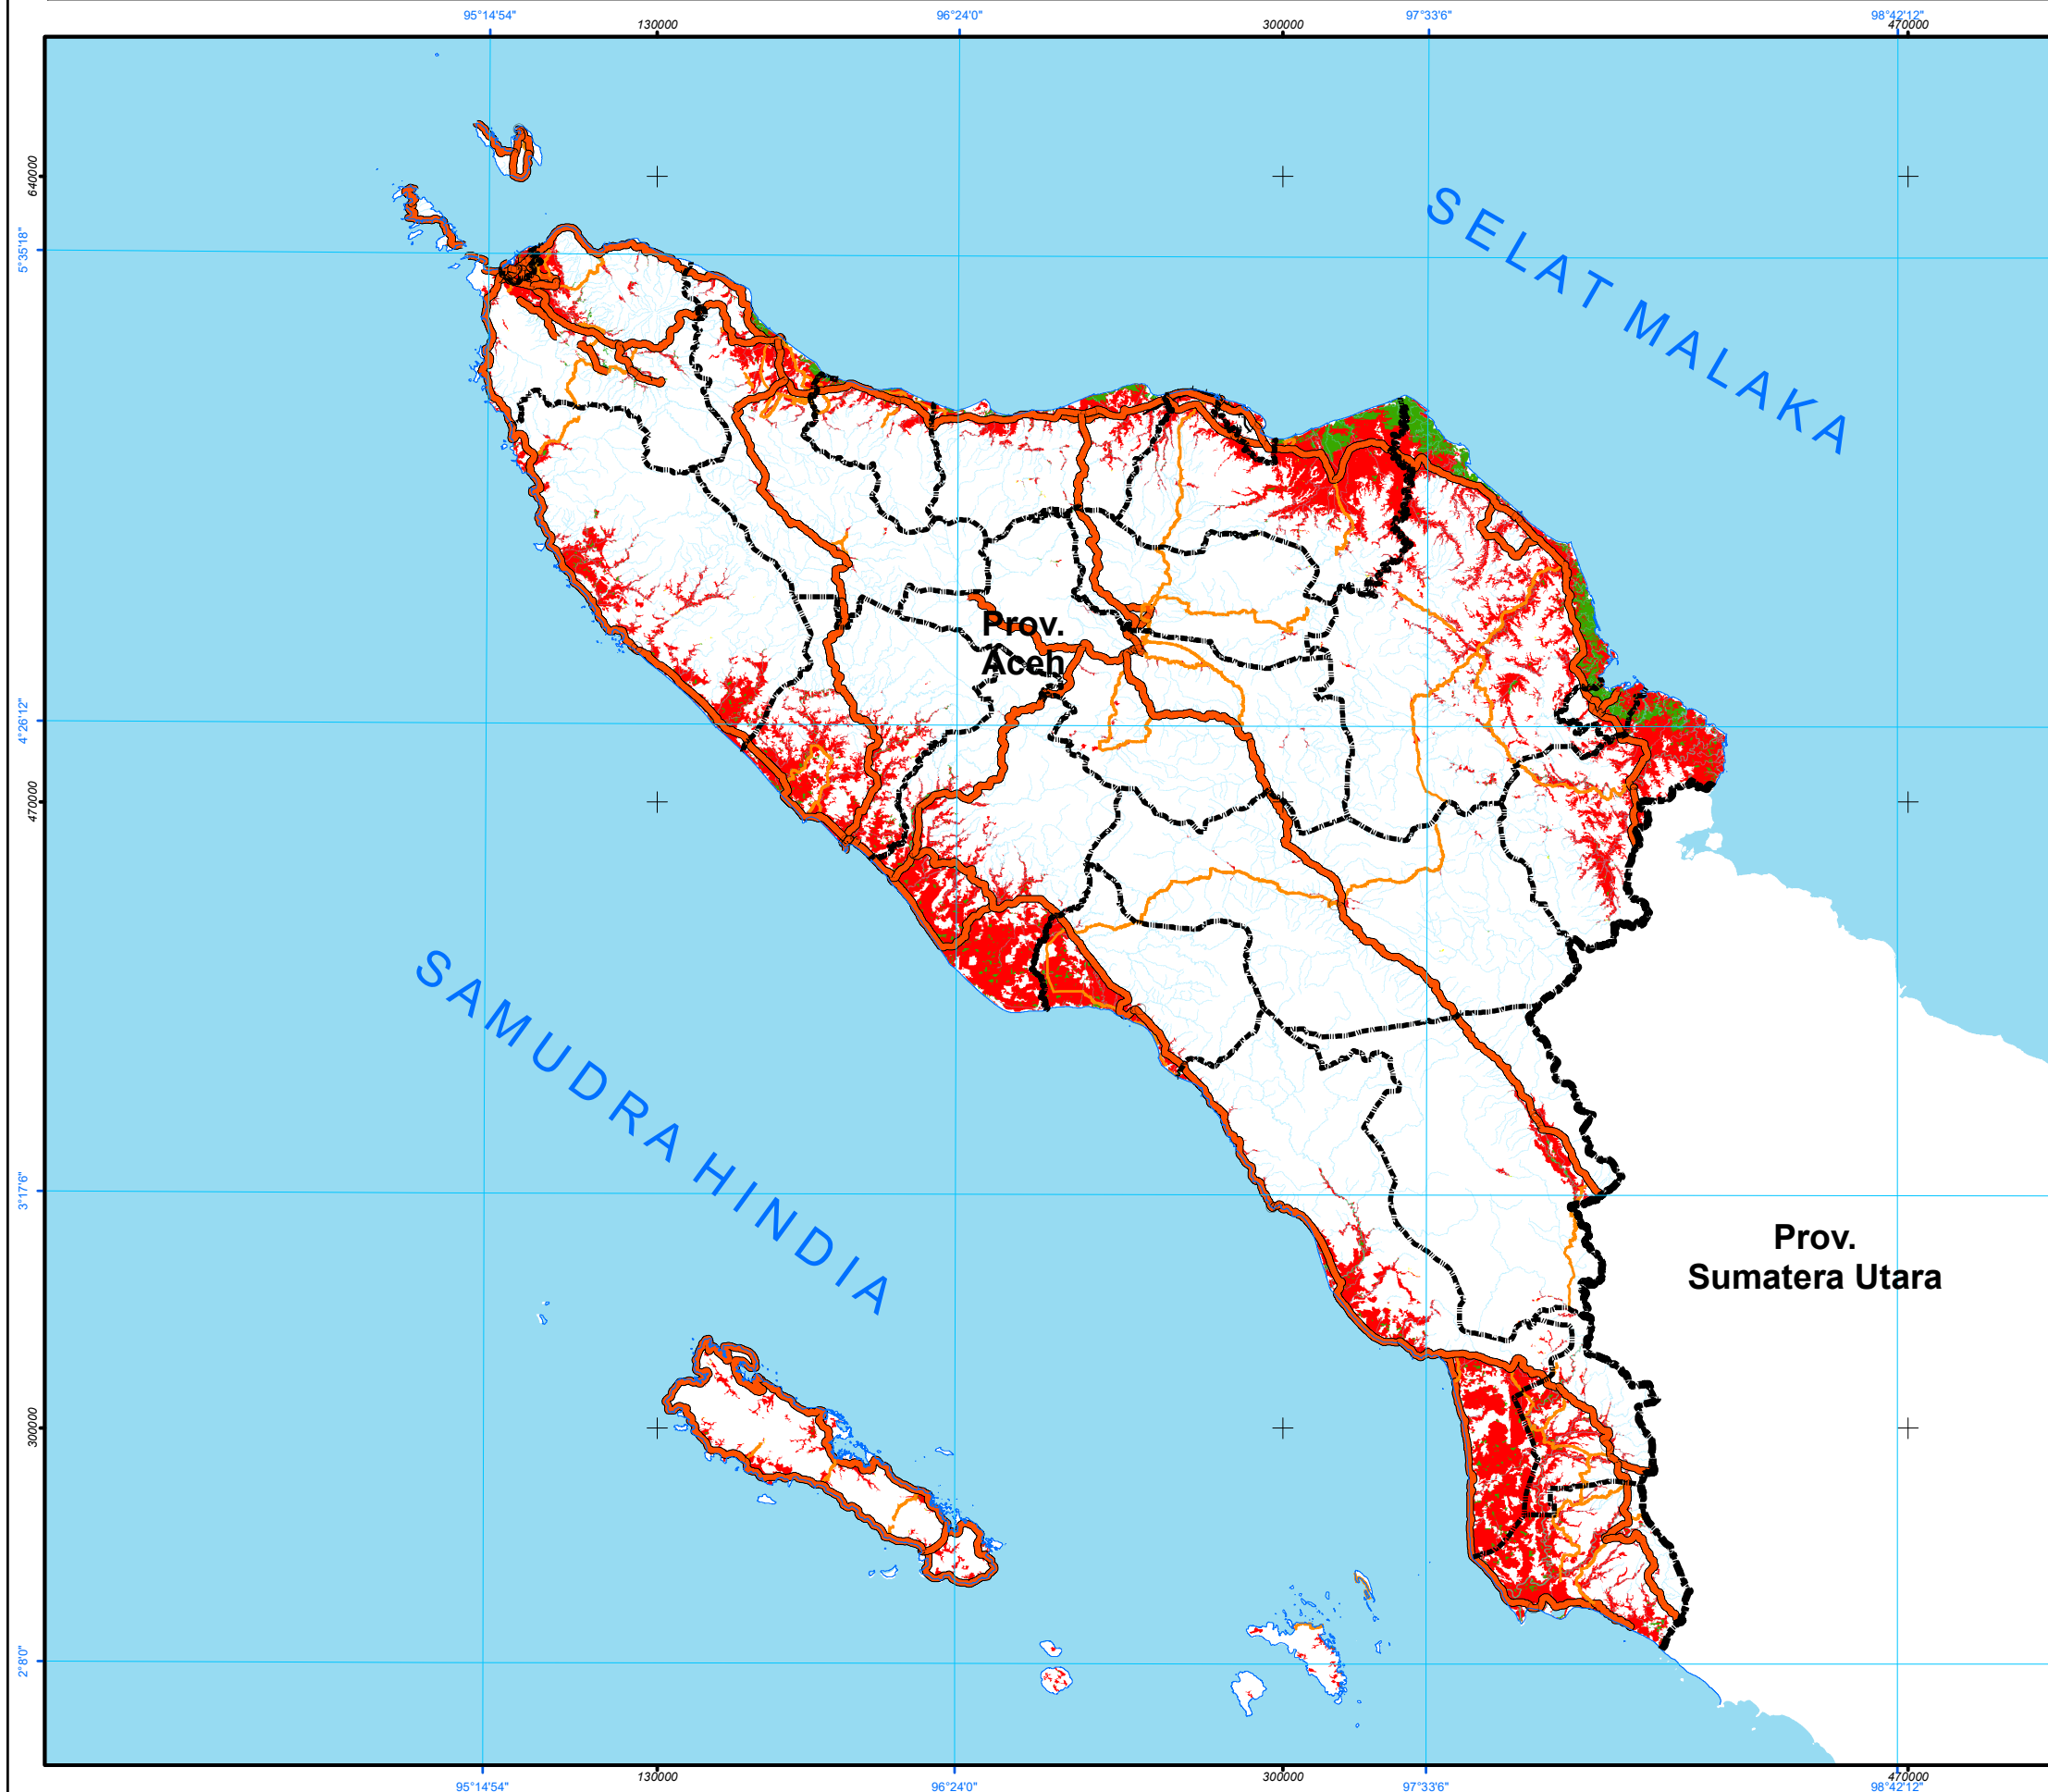 95°14'54" 96°24'0" 97°33'6" 98°42'12"
130000 300000 470000
640000
5°35'18"
SELAT MALAKA
Prov.
Aceh
4°26'12"
470000
SAMUDRA HINDIA
3°17'6"
Prov.
Sumatera Utara
300000
2°8'0"
130000 300000 470000
95°14'54" 96°24'0" 97°33'6" 98°42'12"